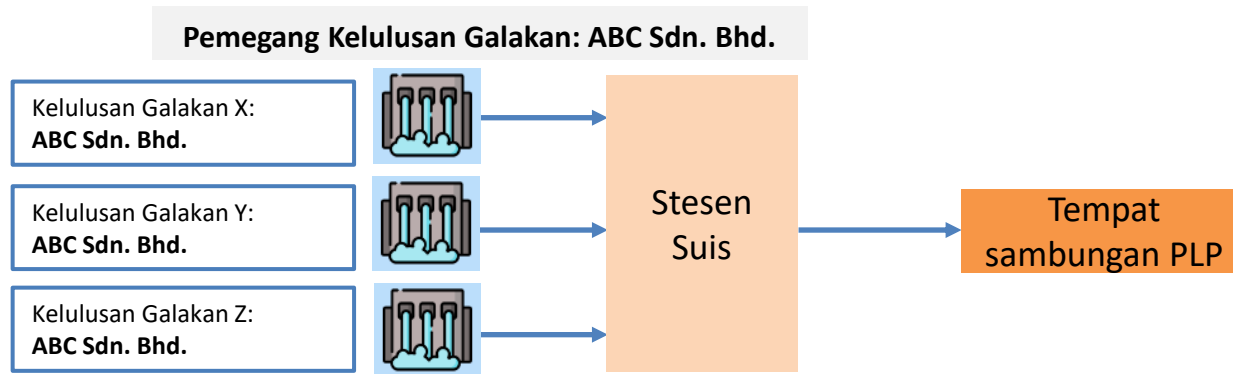 Pemegang Kelulusan Galakan: ABC Sdn. Bhd.
Kelulusan Galakan X:
ABC Sdn. Bhd.
Kelulusan Galakan Y:
ABC Sdn. Bhd.
Kelulusan Galakan Z:
ABC Sdn. Bhd.
Stesen
Suis
Tempat
sambungan PLP